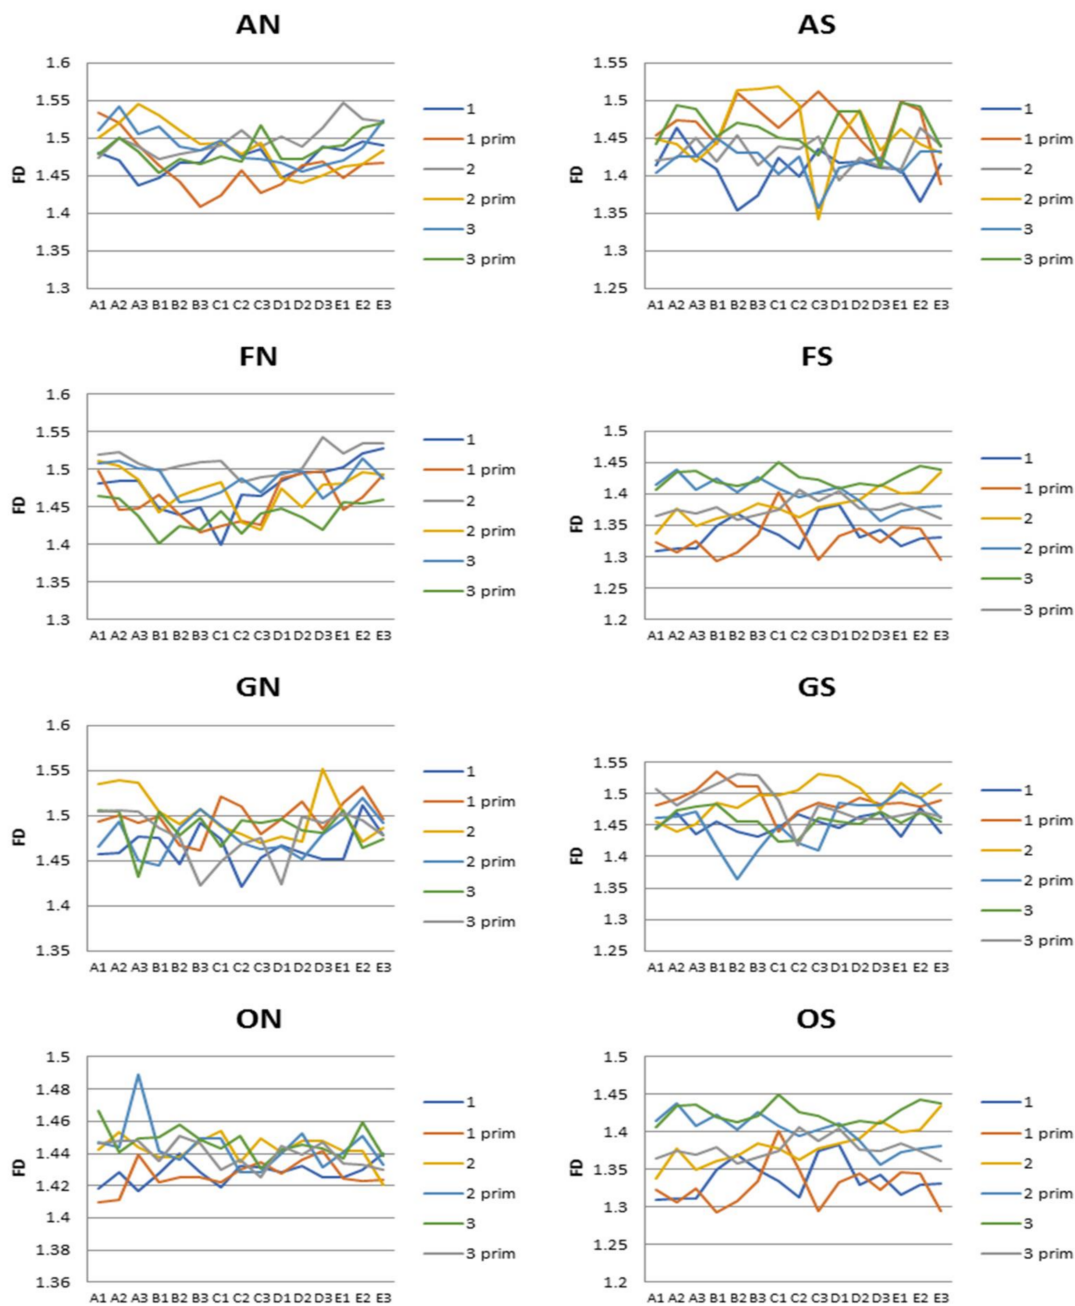 AN
FD
1.6
1.55
1.5
1.45
1.4
1.35
1.3
A1 A2 A3 B1 B2 B3 C1 C2 C3 D1 D2 D3 E1 E2 E3
1
1 prim
2
2 prim
3
3 prim
AS
FD
1.55
1.5
1.45
1.4
1.35
1.3
1.25
A1 A2 A3 B1 B2 B3 C1 C2 C3 D1 D2 D3 E1 E2 E3
1
1 prim
2
2 prim
3
3 prim
FN
FD
1.6
1.55
1.5
1.45
1.4
1.35
1.3
A1 A2 A3 B1 B2 B3 C1 C2 C3 D1 D2 D3 E1 E2 E3
1
1 prim
2
2 prim
3
3 prim
FS
FD
1.5
1.45
1.4
1.35
1.3
1.25
1.2
A1 A2 A3 B1 B2 B3 C1 C2 C3 D1 D2 D3 E1 E2 E3
1
1 prim
2
2 prim
3
3 prim
GN
FD
1.6
1.55
1.5
1.45
1.4
1.35
A1 A2 A3 B1 B2 B3 C1 C2 C3 D1 D2 D3 E1 E2 E3
1
1 prim
2
2 prim
3
3 prim
GS
FD
1.55
1.5
1.45
1.4
1.35
1.3
1.25
A1 A2 A3 B1 B2 B3 C1 C2 C3 D1 D2 D3 E1 E2 E3
1
1 prim
2
2 prim
3
3 prim
ON
FD
1.5
1.48
1.46
1.44
1.42
1.4
1.38
1.36
A1 A2 A3 B1 B2 B3 C1 C2 C3 D1 D2 D3 E1 E2 E3
1
1 prim
2
2 prim
3
3 prim
OS
FD
1.5
1.45
1.4
1.35
1.3
1.25
1.2
A1 A2 A3 B1 B2 B3 C1 C2 C3 D1 D2 D3 E1 E2 E3
1
1 prim
2
2 prim
3
3 prim